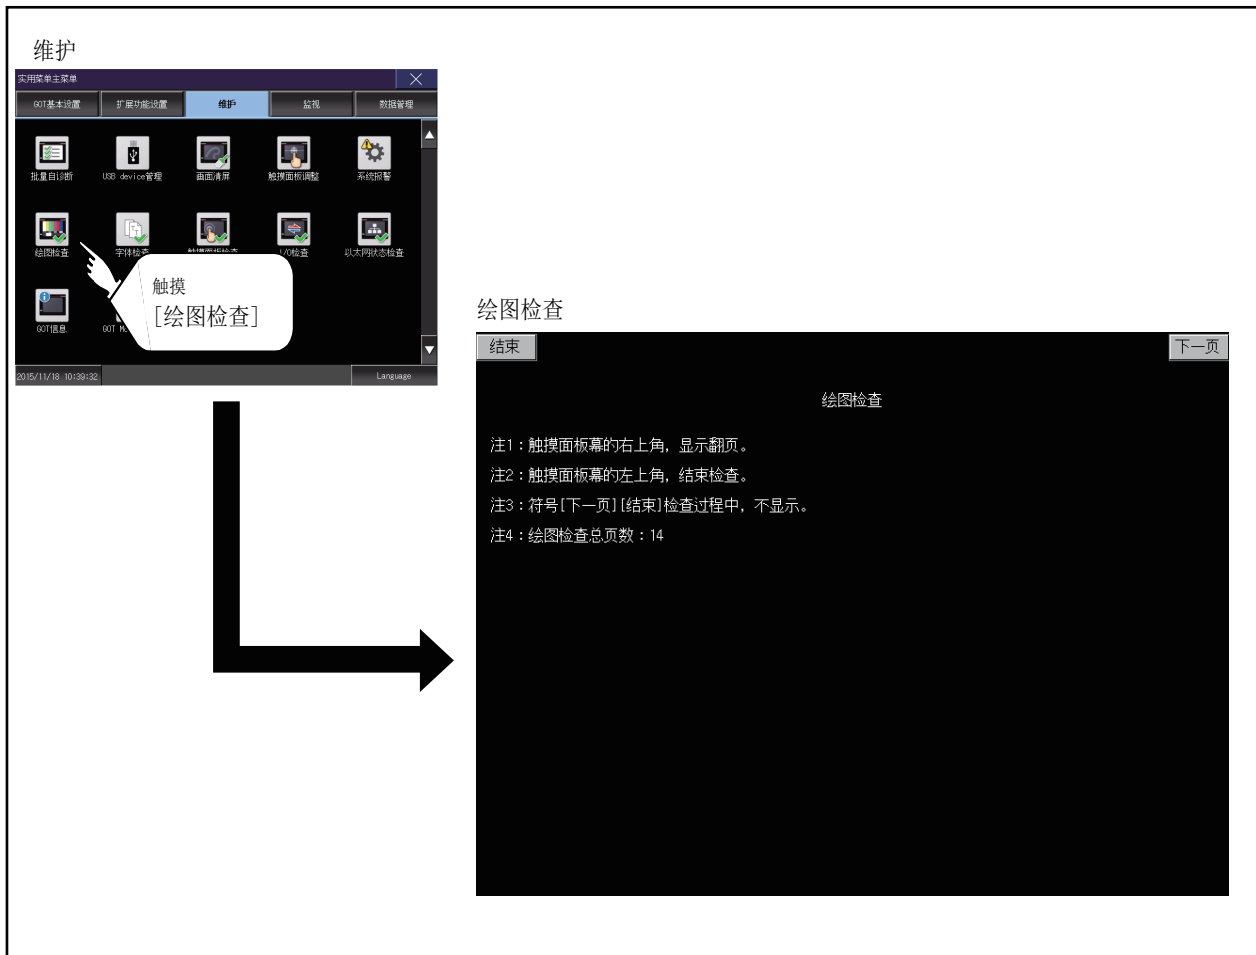 维护
实用菜单主菜单
GOT基本设置 扩展功能设置 维护 监视 数据管理
批量自诊断 USB device管理 画面清屏 触摸面板调整 系统报警
绘图检查 字体检查 触摸面板检查 I/O检查 以太网状态检查
触摸
[绘图检查]
GOT信息 GOT
2015/11/18 10:39:32 Language
绘图检查
结束 下一页
绘图检查
注1：触摸面板幕的右上角，显示翻页。
注2：触摸面板幕的左上角，结束检查。
注3：符号[下一页][结束]检查过程中，不显示。
注4：绘图检查总页数：14